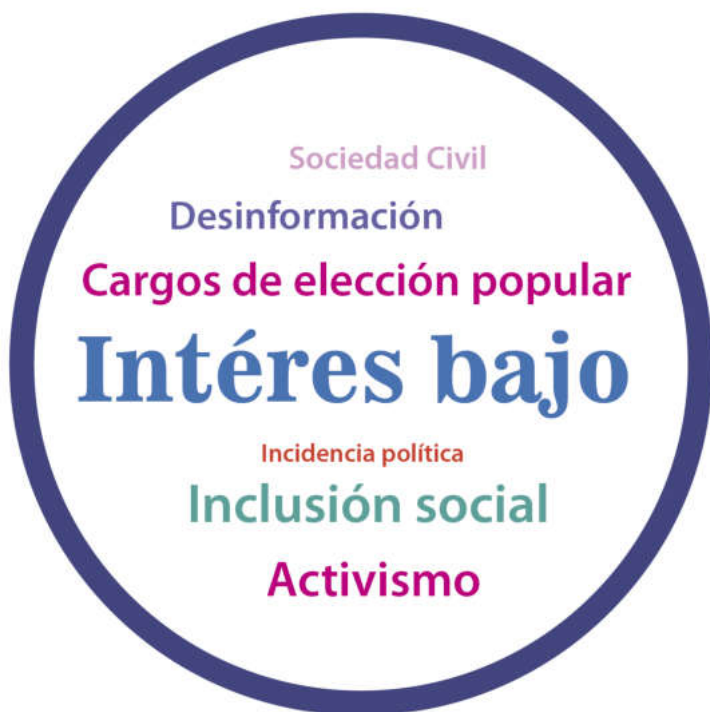 Sociedad Civil
Desinformación
Cargos de elección popular
Intéres bajo
Incidencia política
Inclusión social
Activismo